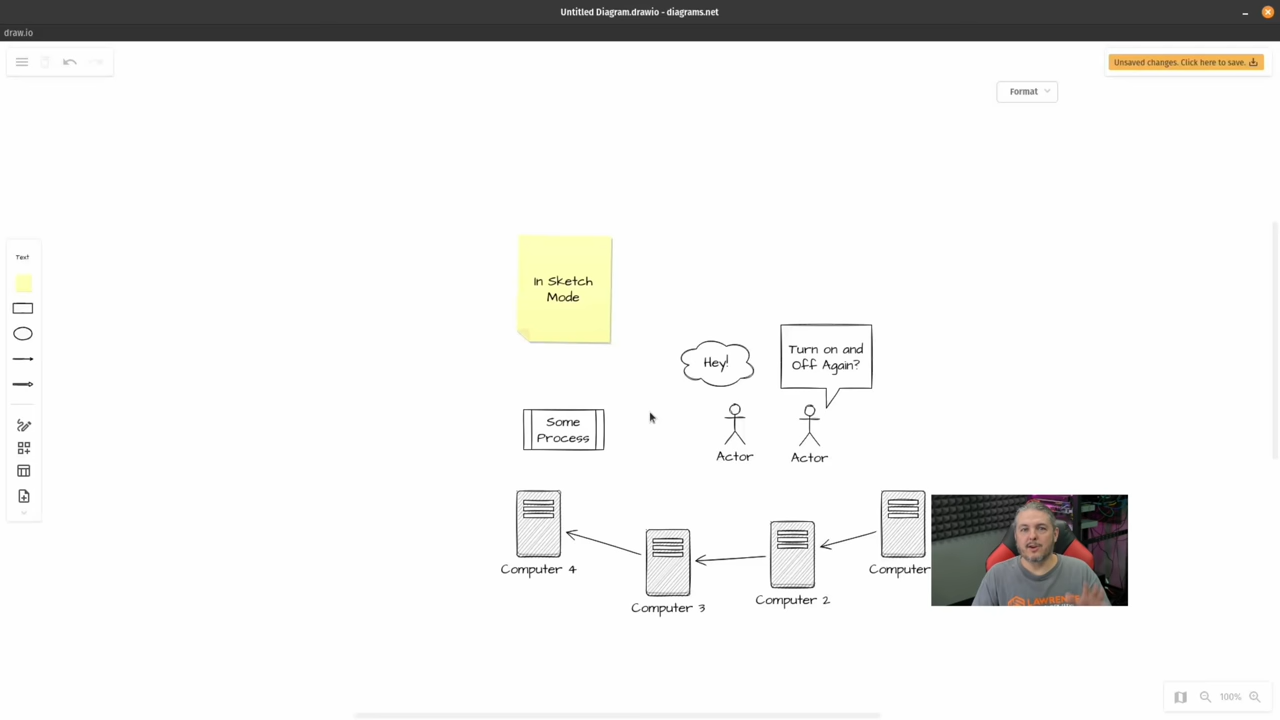 Untitled Diagram.drawio - diagrams.net
draw.io
Unsaved changes. Click here to save.
Format
Text
In Sketch
Mode
Hey!
Turn on and
Off Again?
Some
Process
Actor
Actor
Computer 4
Computer 3
Computer 2
Computer
LAWRENCE
100%